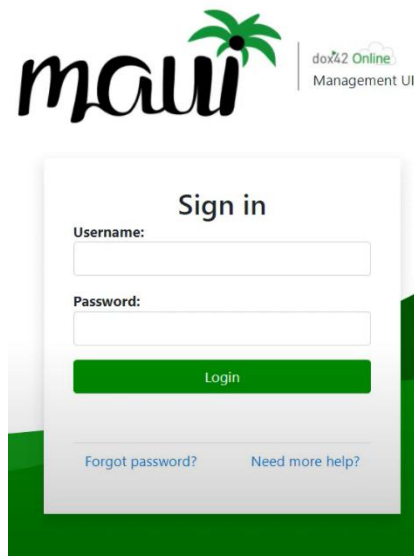 maui
dox42 Online
Management UI
Sign in
Username:
Password:
Login
Forgot password? Need more help?